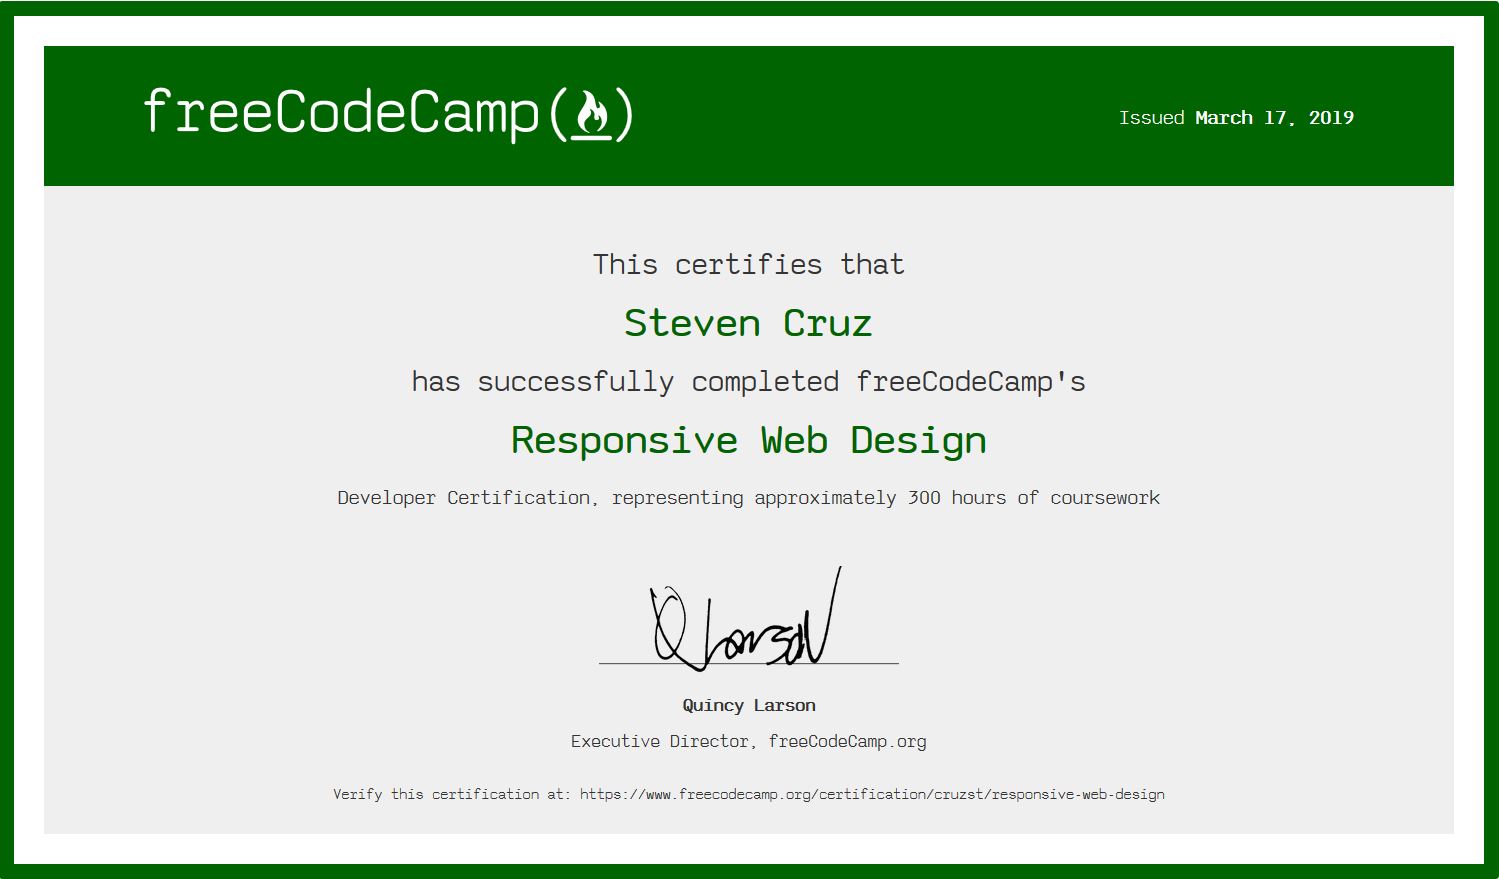 freeCodeCamp(🔥)
Issued March 17, 2019
This certifies that
Steven Cruz
has successfully completed freeCodeCamp's
Responsive Web Design
Developer Certification, representing approximately 300 hours of coursework
Q Larson
Quincy Larson
Executive Director, freeCodeCamp.org
Verify this certification at: https://www.freecodecamp.org/certification/cruzst/responsive-web-design